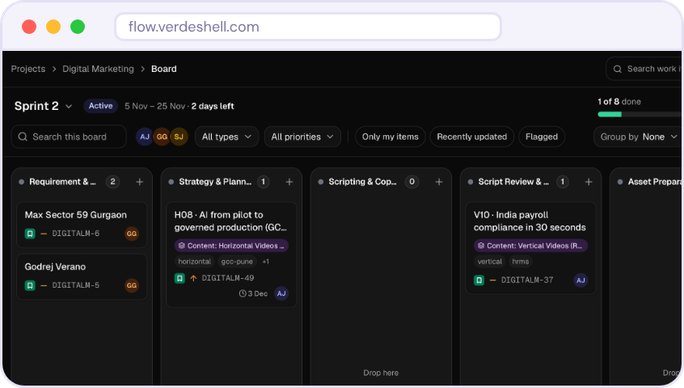 flow.verdeshell.com
Projects > Digital Marketing > Board
Search work i
Sprint 2 Active 5 Nov – 25 Nov · 2 days left
1 of 8 done
Search this board AJ GG SJ All types All priorities Only my items Recently updated Flagged Group by None
Requirement & ... 2 +
Max Sector 59 Gurgaon
DIGITALM-6 GG
Godrej Verano
DIGITALM-5 GG
Strategy & Plann... 1 +
H08 · AI from pilot to
governed production (GC...
Content: Horizontal Videos ...
horizontal gcc-pune +1
DIGITALM-49
3 Dec AJ
Scripting & Cop... 0 +
Drop here
Script Review & ... 1 +
V10 · India payroll
compliance in 30 seconds
Content: Vertical Videos (R...
vertical hrms
DIGITALM-37 AJ
Asset Prepara
Drop